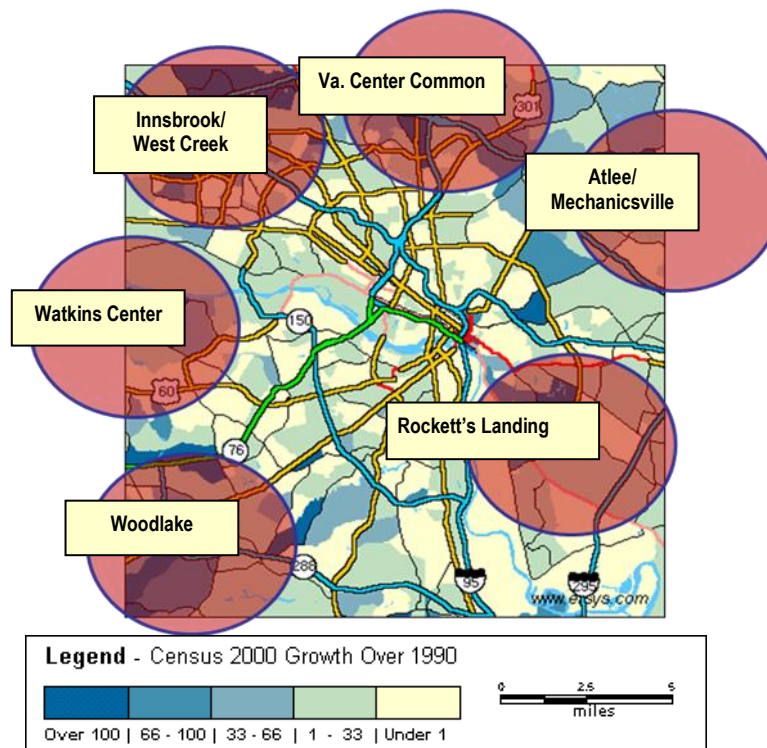 Va. Center Common
301
Innsbrook/
West Creek
Atlee/
Mechanicsville
Watkins Center
150
60
Rockett's Landing
76
Woodlake
288
95
295
www.ersys.com
Legend - Census 2000 Growth Over 1990
0 2.5 5
miles
Over 100 | 66 - 100 | 33 - 66 | 1 - 33 | Under 1